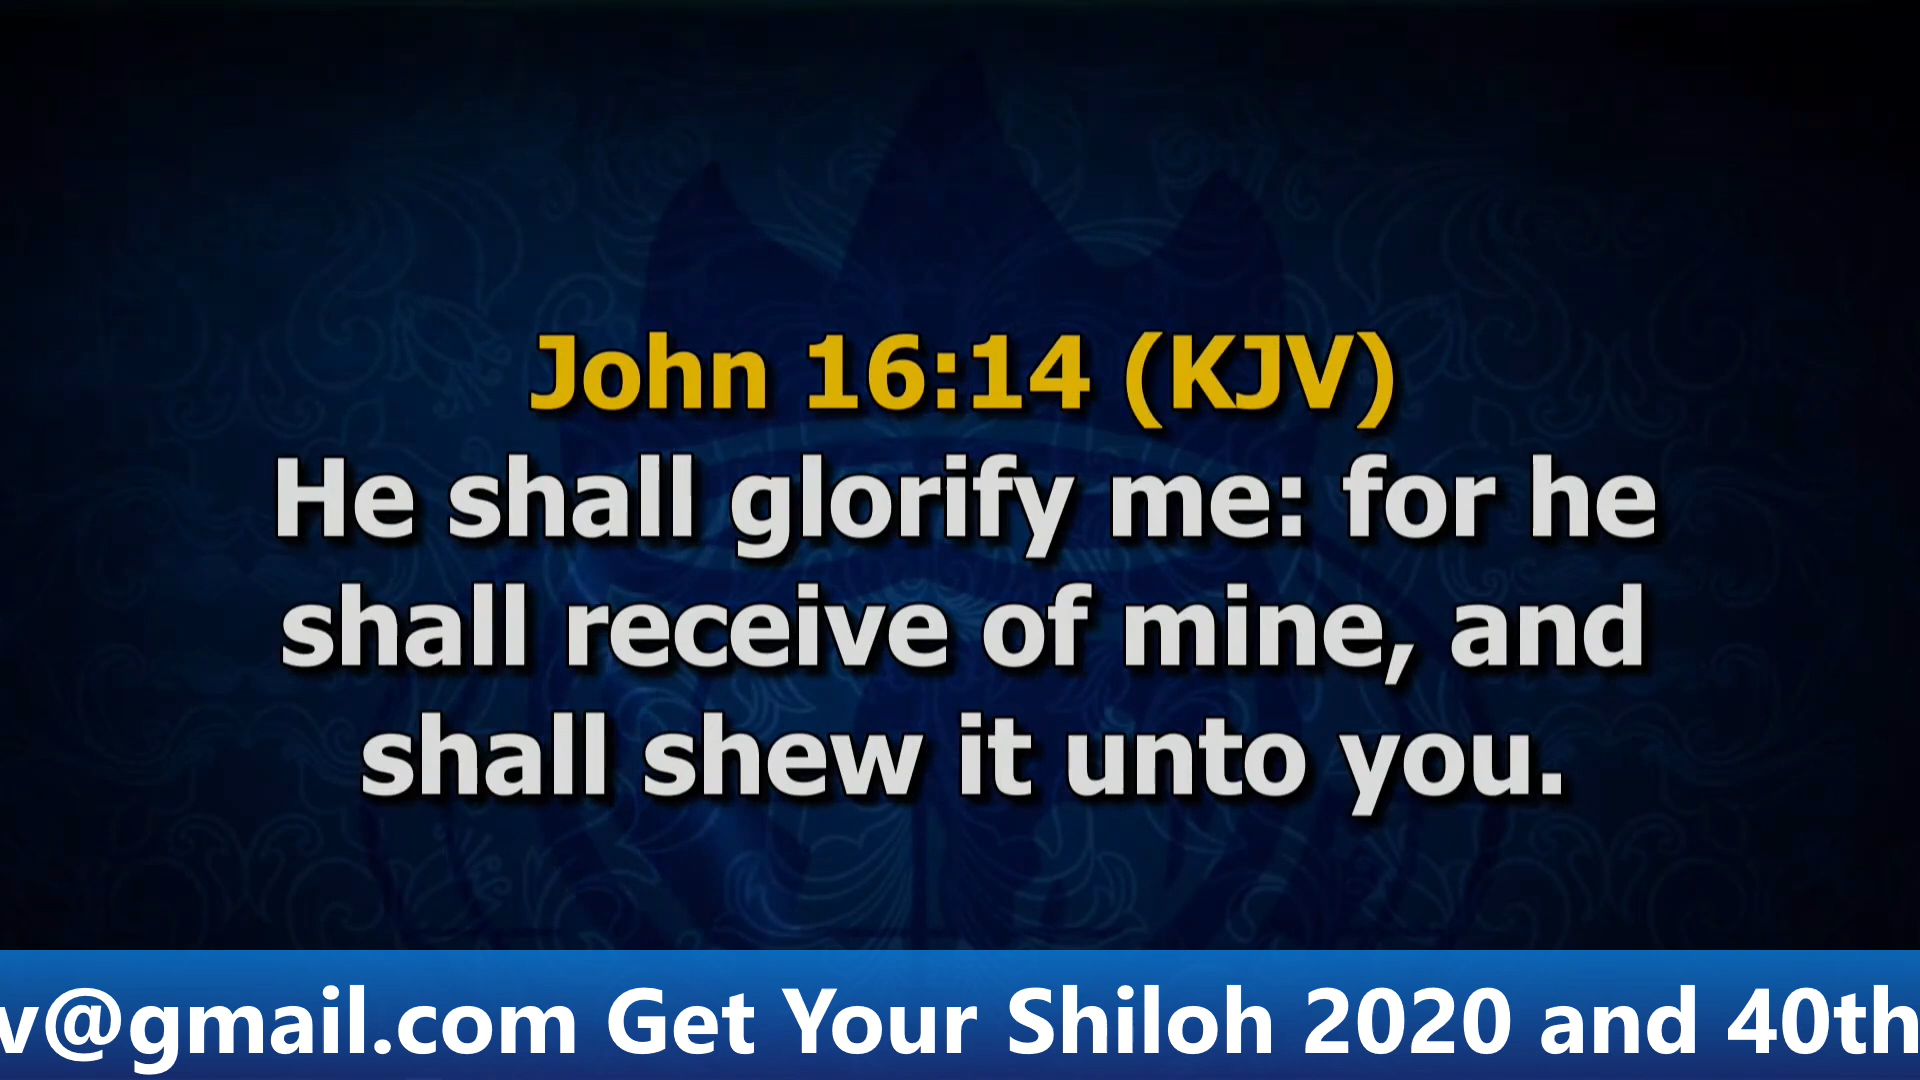 John 16:14 (KJV)
He shall glorify me: for he
shall receive of mine, and
shall shew it unto you.
v@gmail.com Get Your Shiloh 2020 and 40th